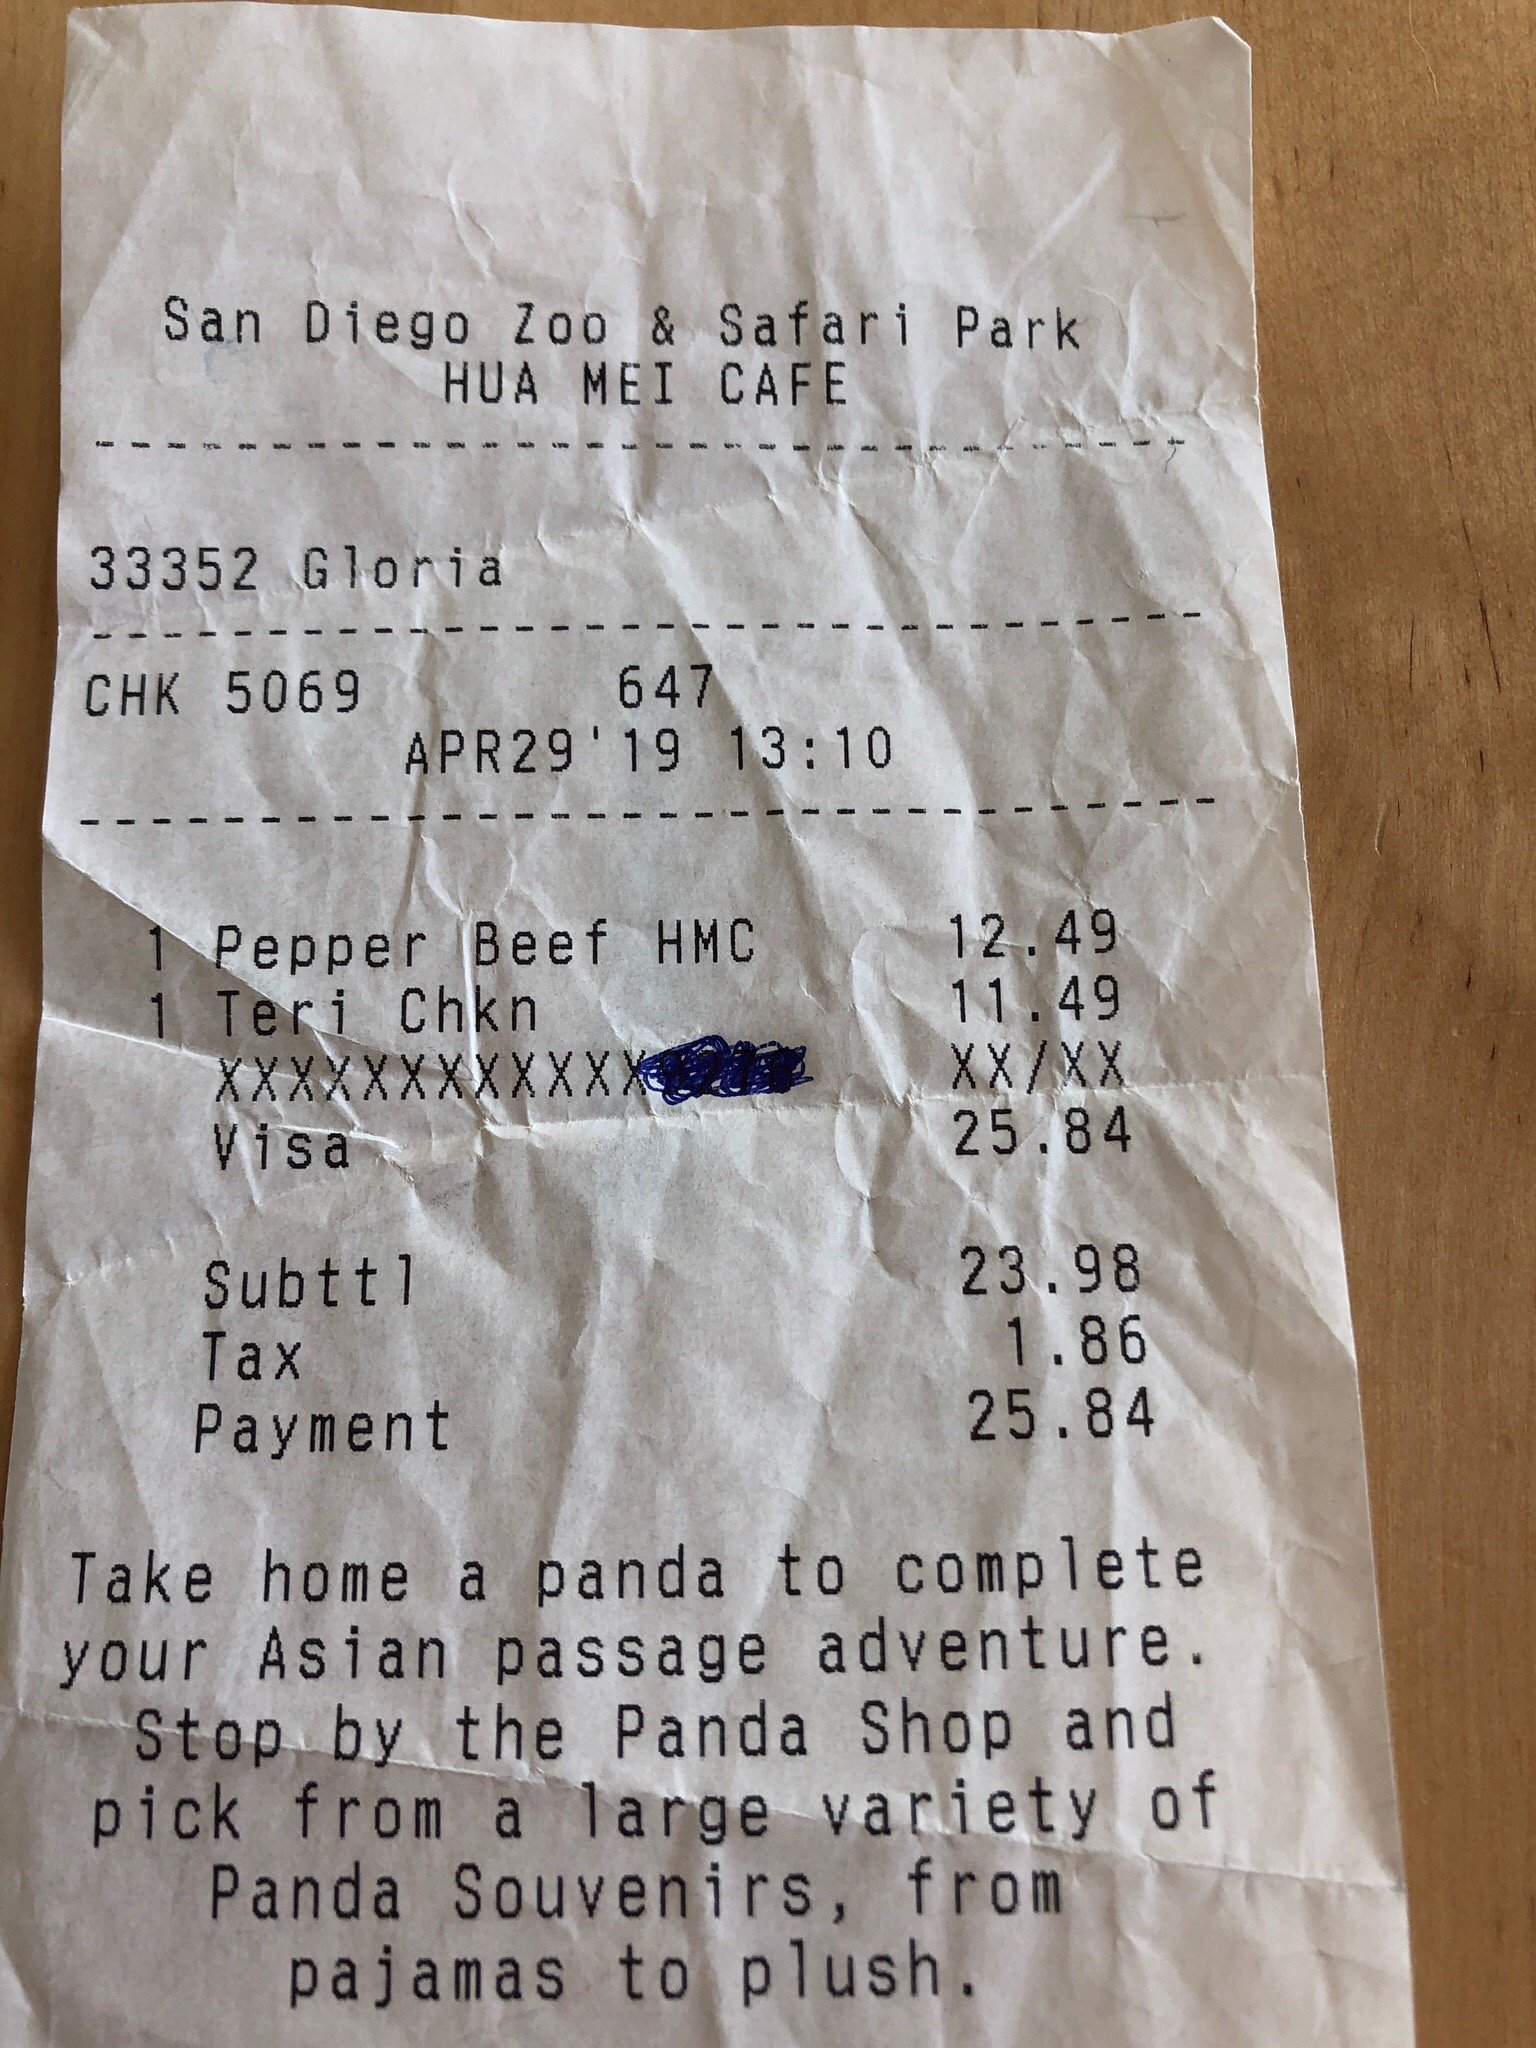 San Diego Zoo & Safari Park
HUA MEI CAFE
--------------------------------
33352 Gloria
--------------------------------
CHK 5069 647
APR29'19 13:10
--------------------------------
1 Pepper Beef HMC 12.49
1 Teri Chkn 11.49
XXXXXXXXXXXX XX/XX
Visa 25.84
Subttl 23.98
Tax 1.86
Payment 25.84
Take home a panda to complete
your Asian passage adventure.
Stop by the Panda Shop and
pick from a large variety of
Panda Souvenirs, from
pajamas to plush.